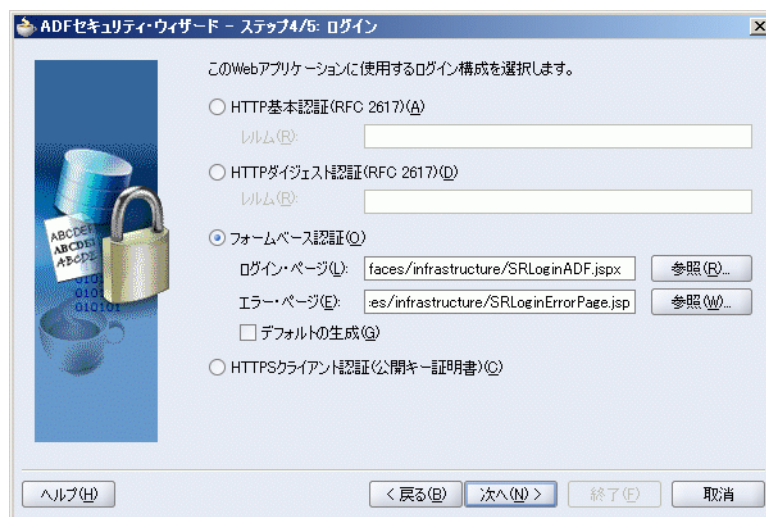 ADFセキュリティ・ウィザード - ステップ4/5: ログイン
このWebアプリケーションに使用するログイン構成を選択します。
HTTP基本認証(RFC 2617)(A)
レルム(R):
HTTPダイジェスト認証(RFC 2617)(D)
レルム(R):
フォームベース認証(O)
ログイン・ページ(L): faces/infrastructure/SRLoginADF.jspx 参照(R)...
エラー・ページ(E): :es/infrastructure/SRLoginErrorPage.jsp 参照(W)...
デフォルトの生成(G)
HTTPSクライアント認証(公開キー証明書)(C)
ABCDEF
ABCDEF
ABCDE
0101
0101
010101
ヘルプ(H) < 戻る(B) 次へ(N) > 終了(F) 取消